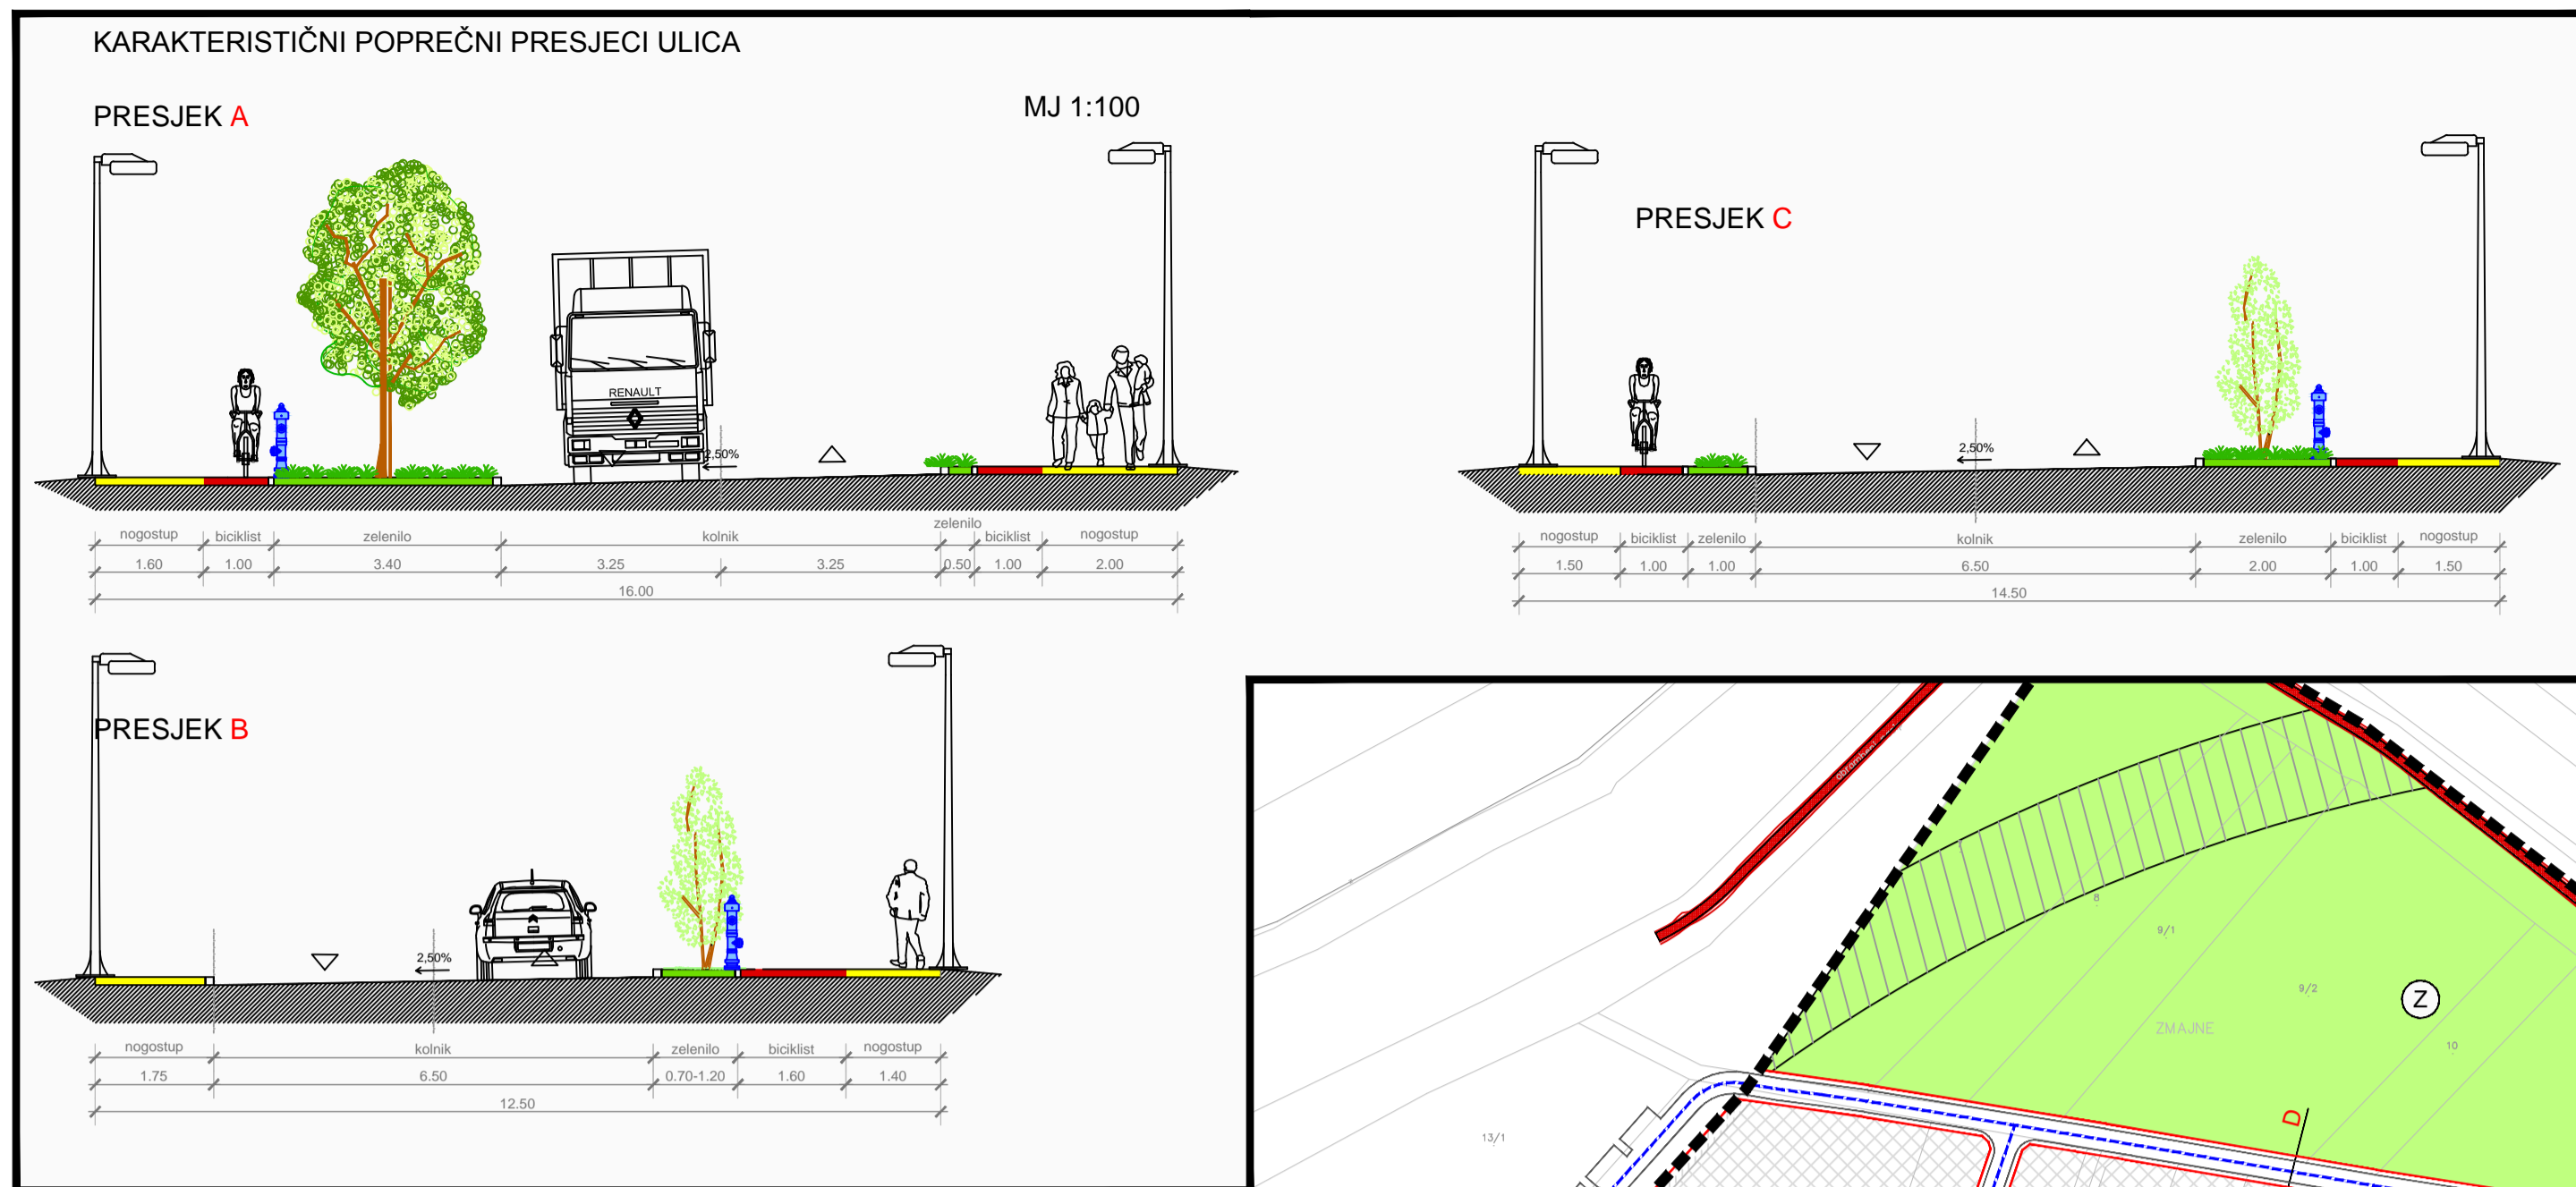 KARAKTERISTIČNI POPREČNI PRESJECI ULICA
PRESJEK A
MJ 1:100
RENAULT
2,50%
nogostup biciklist zelenilo kolnik zelenilo biciklist nogostup
1.60 1.00 3.40 3.25 3.25 0.50 1.00 2.00
16.00
PRESJEK C
2,50%
nogostup biciklist zelenilo kolnik zelenilo biciklist nogostup
1.50 1.00 1.00 6.50 2.00 1.00 1.50
14.50
PRESJEK B
2,50%
nogostup kolnik zelenilo biciklist nogostup
1.75 6.50 0.70-1.20 1.60 1.40
12.50
8
9/1
9/2
Z
ZMAJNE
10
D
13/1